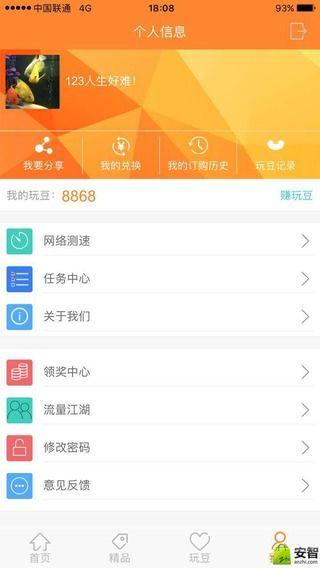 中国联通 4G 18:08 93%
个人信息
123人生好难!
我要分享 我的兑换 我的订购历史 玩豆记录
我的玩豆: 8868 赚玩豆
网络测速
任务中心
关于我们
领奖中心
流量江湖
修改密码
意见反馈
首页 精品 玩豆
安智
anzhi.com